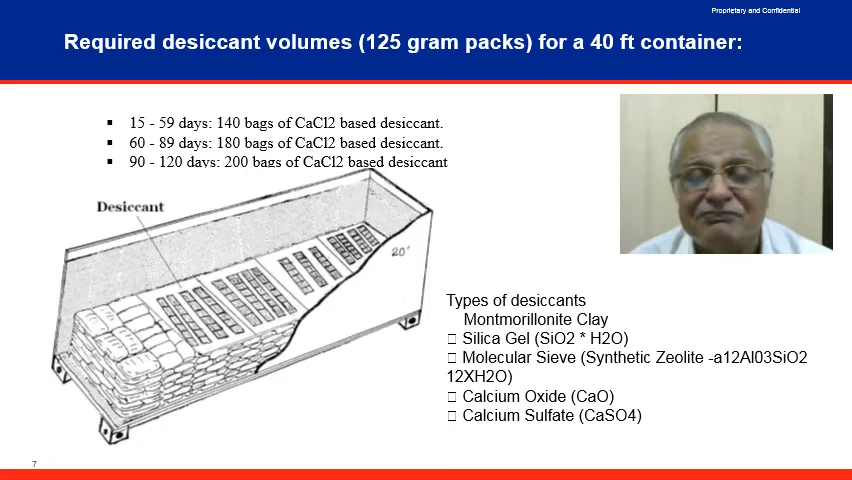 Proprietary and Confidential
Required desiccant volumes (125 gram packs) for a 40 ft container:
▪ 15 - 59 days: 140 bags of CaCl2 based desiccant.
▪ 60 - 89 days: 180 bags of CaCl2 based desiccant.
▪ 90 - 120 days: 200 bags of CaCl2 based desiccant
Desiccant
20'
Types of desiccants
Montmorillonite Clay
□ Silica Gel (SiO2 * H2O)
□ Molecular Sieve (Synthetic Zeolite -a12Al03SiO2
12XH2O)
□ Calcium Oxide (CaO)
□ Calcium Sulfate (CaSO4)
7